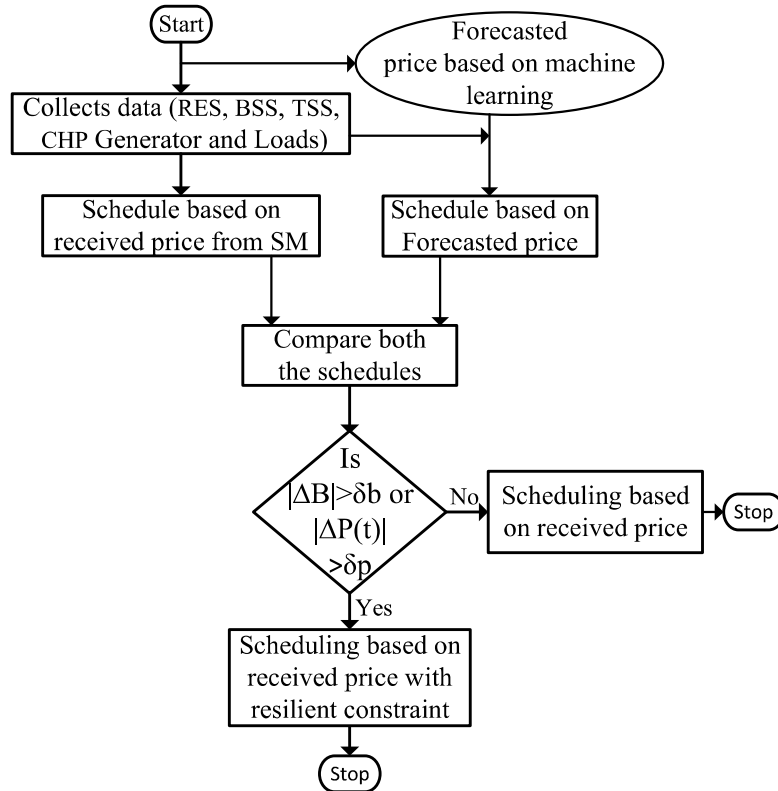 Start
Forecasted
price based on machine
learning
Collects data (RES, BSS, TSS,
CHP Generator and Loads)
Schedule based on
received price from SM
Schedule based on
Forecasted price
Compare both
the schedules
Is
|ΔB|>δb or
|ΔP(t)|
>δp
No
Scheduling based
on received price
Stop
Yes
Scheduling based on
received price with
resilient constraint
Stop